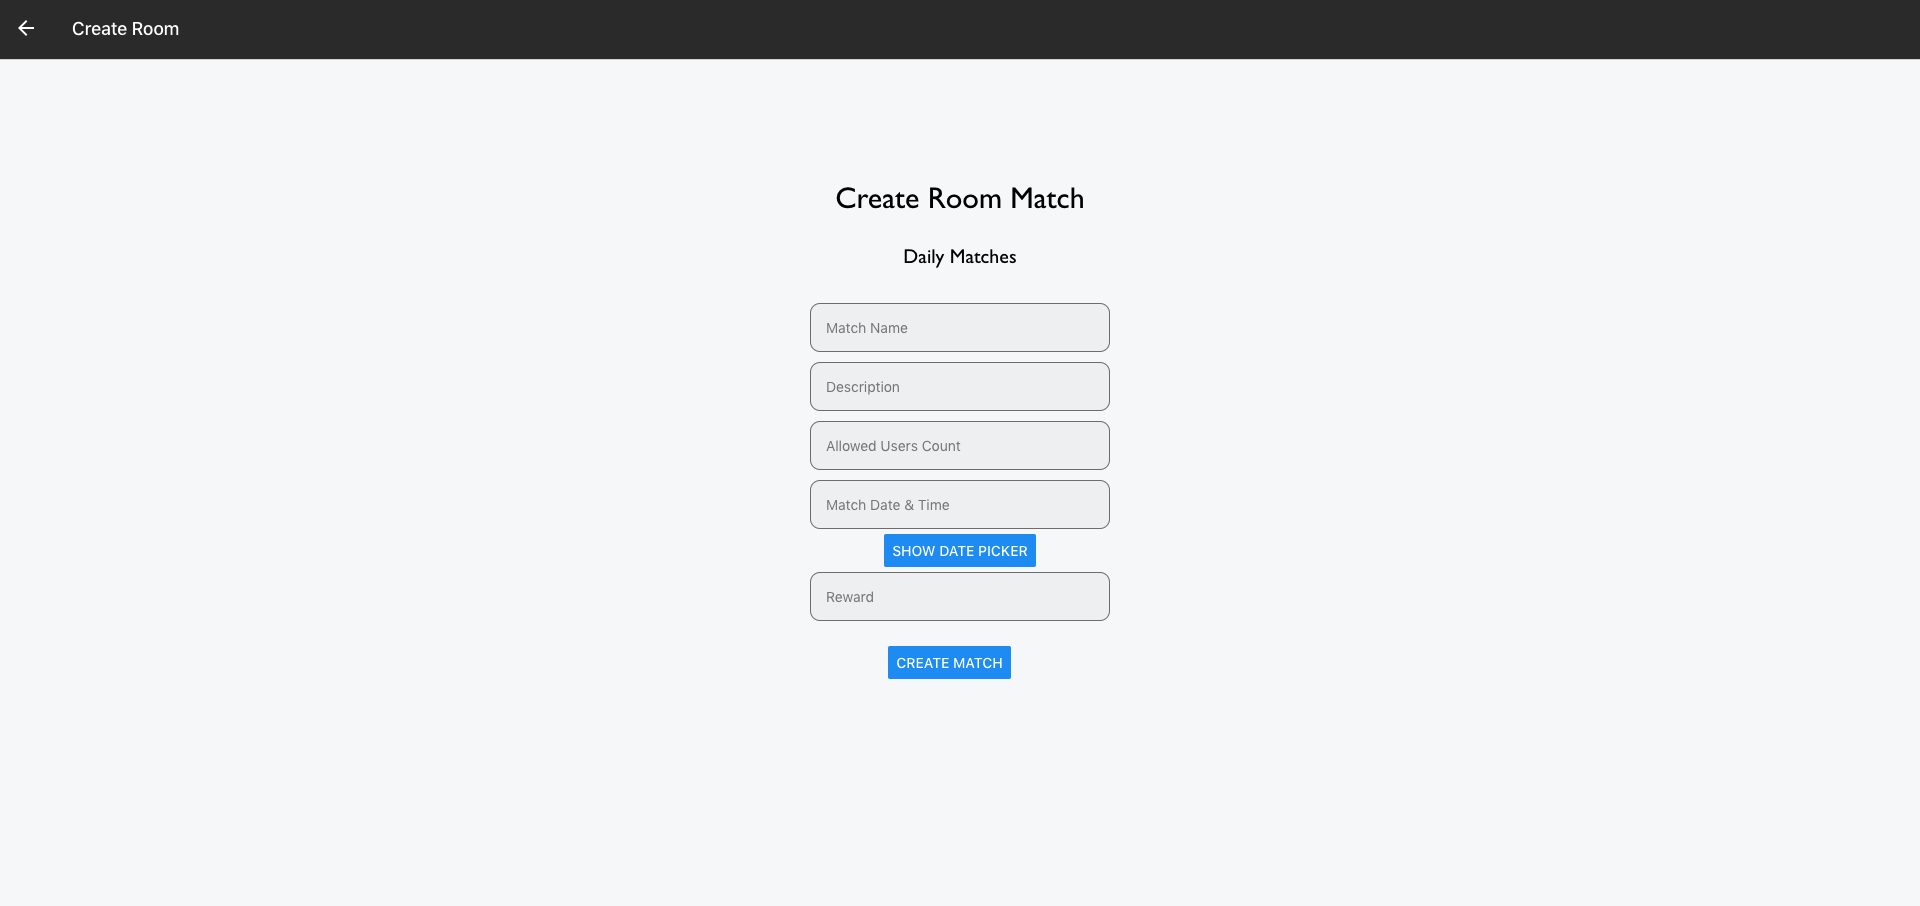 Create Room
Create Room Match
Daily Matches
Match Name
Description
Allowed Users Count
Match Date & Time
SHOW DATE PICKER
Reward
CREATE MATCH